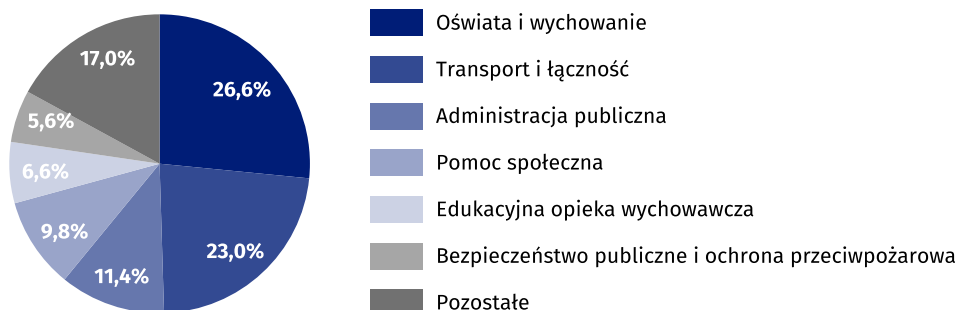 17,0%
26,6%
5,6%
6,6%
9,8%
11,4%
23,0%
Oświata i wychowanie
Transport i łączność
Administracja publiczna
Pomoc społeczna
Edukacyjna opieka wychowawcza
Bezpieczeństwo publiczne i ochrona przeciwpożarowa
Pozostałe